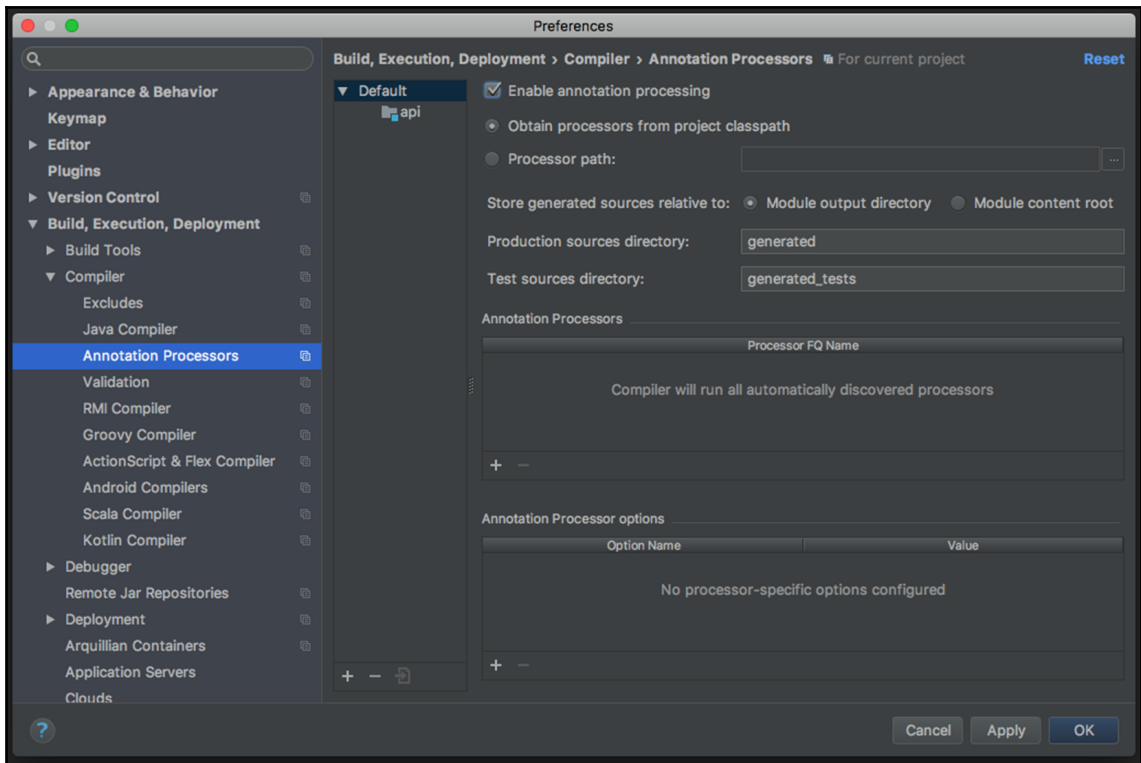 Preferences
Appearance & Behavior
Keymap
Editor
Plugins
Version Control
Build, Execution, Deployment
Build Tools
Compiler
Excludes
Java Compiler
Annotation Processors
Validation
RMI Compiler
Groovy Compiler
ActionScript & Flex Compiler
Android Compilers
Scala Compiler
Kotlin Compiler
Debugger
Remote Jar Repositories
Deployment
Arquillian Containers
Application Servers
Clouds
Build, Execution, Deployment › Compiler › Annotation Processors For current project Reset
Default
api
Enable annotation processing
Obtain processors from project classpath
Processor path: ...
Store generated sources relative to: Module output directory Module content root
Production sources directory: generated
Test sources directory: generated_tests
Annotation Processors
Processor FQ Name
Compiler will run all automatically discovered processors
+ −
Annotation Processor options
Option Name Value
No processor-specific options configured
+ −
+ −
? Cancel Apply OK